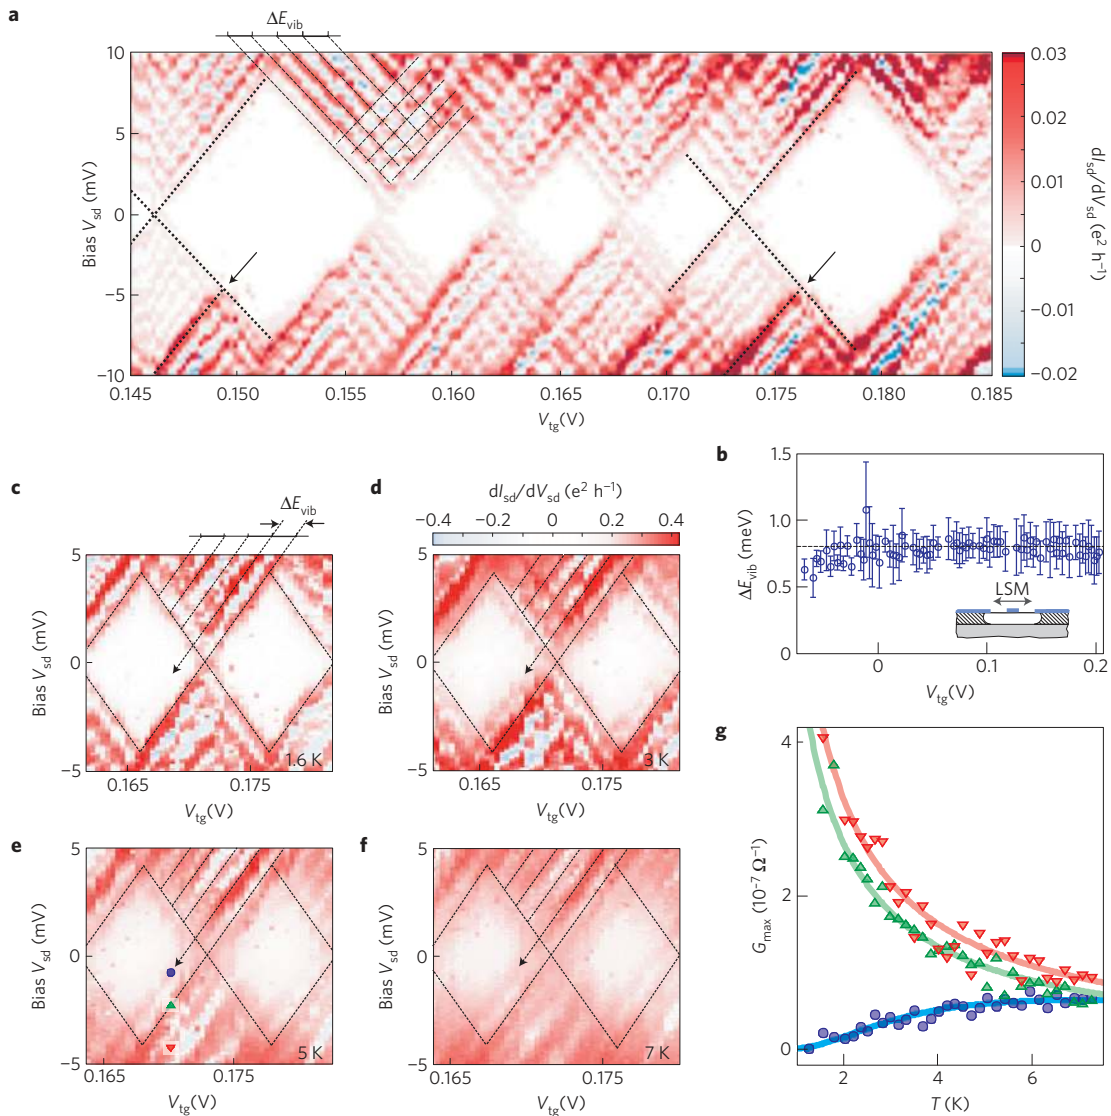 a
ΔE_vib
10
5
0
−5
−10
Bias V_sd (mV)
0.145
0.150
0.155
0.160
0.165
0.170
0.175
0.180
0.185
V_tg(V)
0.03
0.02
0.01
0
−0.01
−0.02
dI_sd/dV_sd (e² h⁻¹)
b
1.5
1.0
0.5
0
ΔE_vib (meV)
LSM
0
0.1
0.2
V_tg(V)
c
ΔE_vib
5
0
−5
Bias V_sd (mV)
1.6 K
0.165
0.175
V_tg(V)
d
dI_sd/dV_sd (e² h⁻¹)
−0.4
−0.2
0
0.2
0.4
5
0
−5
Bias V_sd (mV)
3 K
0.165
0.175
V_tg(V)
e
5
0
−5
Bias V_sd (mV)
5 K
0.165
0.175
V_tg(V)
f
5
0
−5
Bias V_sd (mV)
7 K
0.165
0.175
V_tg(V)
g
4
2
0
G_max (10⁻⁷ Ω⁻¹)
2
4
6
T (K)